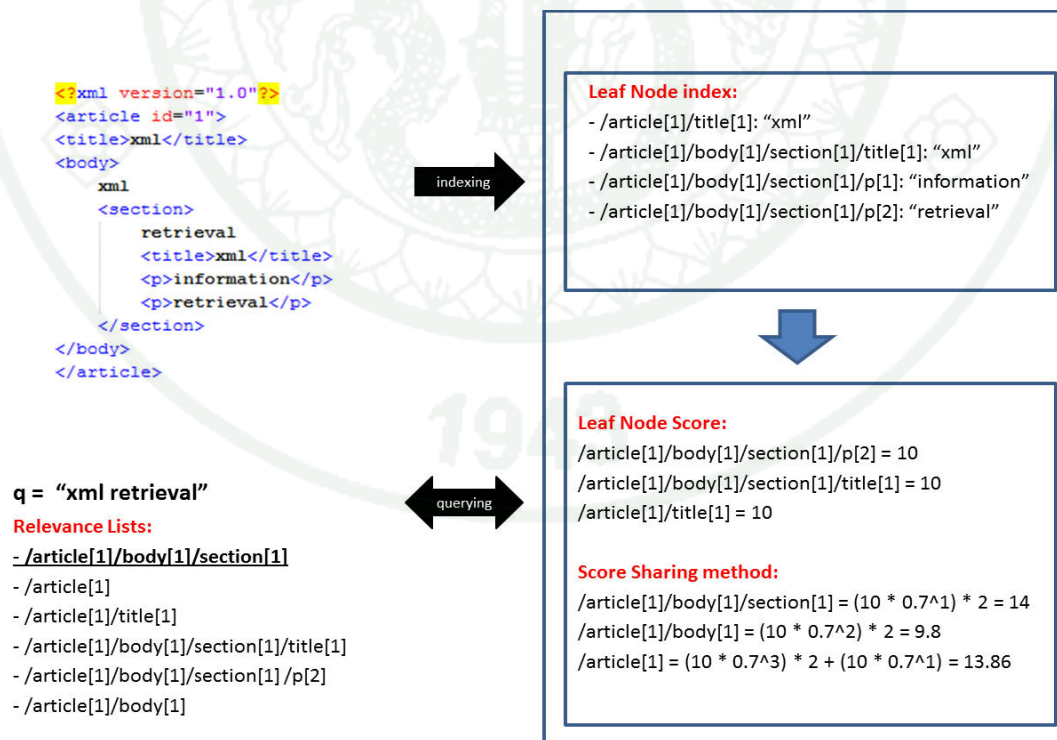 <?xml version="1.0"?>
<article id="1">
<title>xml</title>
<body>
xml
<section>
retrieval
<title>xml</title>
<p>information</p>
<p>retrieval</p>
</section>
</body>
</article>
indexing
Leaf Node index:
- /article[1]/title[1]: “xml”
- /article[1]/body[1]/section[1]/title[1]: “xml”
- /article[1]/body[1]/section[1]/p[1]: “information”
- /article[1]/body[1]/section[1]/p[2]: “retrieval”
Leaf Node Score:
/article[1]/body[1]/section[1]/p[2] = 10
/article[1]/body[1]/section[1]/title[1] = 10
/article[1]/title[1] = 10
Score Sharing method:
/article[1]/body[1]/section[1] = (10 * 0.7^1) * 2 = 14
/article[1]/body[1] = (10 * 0.7^2) * 2 = 9.8
/article[1] = (10 * 0.7^3) * 2 + (10 * 0.7^1) = 13.86
querying
q = “xml retrieval”
Relevance Lists:
- /article[1]/body[1]/section[1]
- /article[1]
- /article[1]/title[1]
- /article[1]/body[1]/section[1]/title[1]
- /article[1]/body[1]/section[1] /p[2]
- /article[1]/body[1]
1943